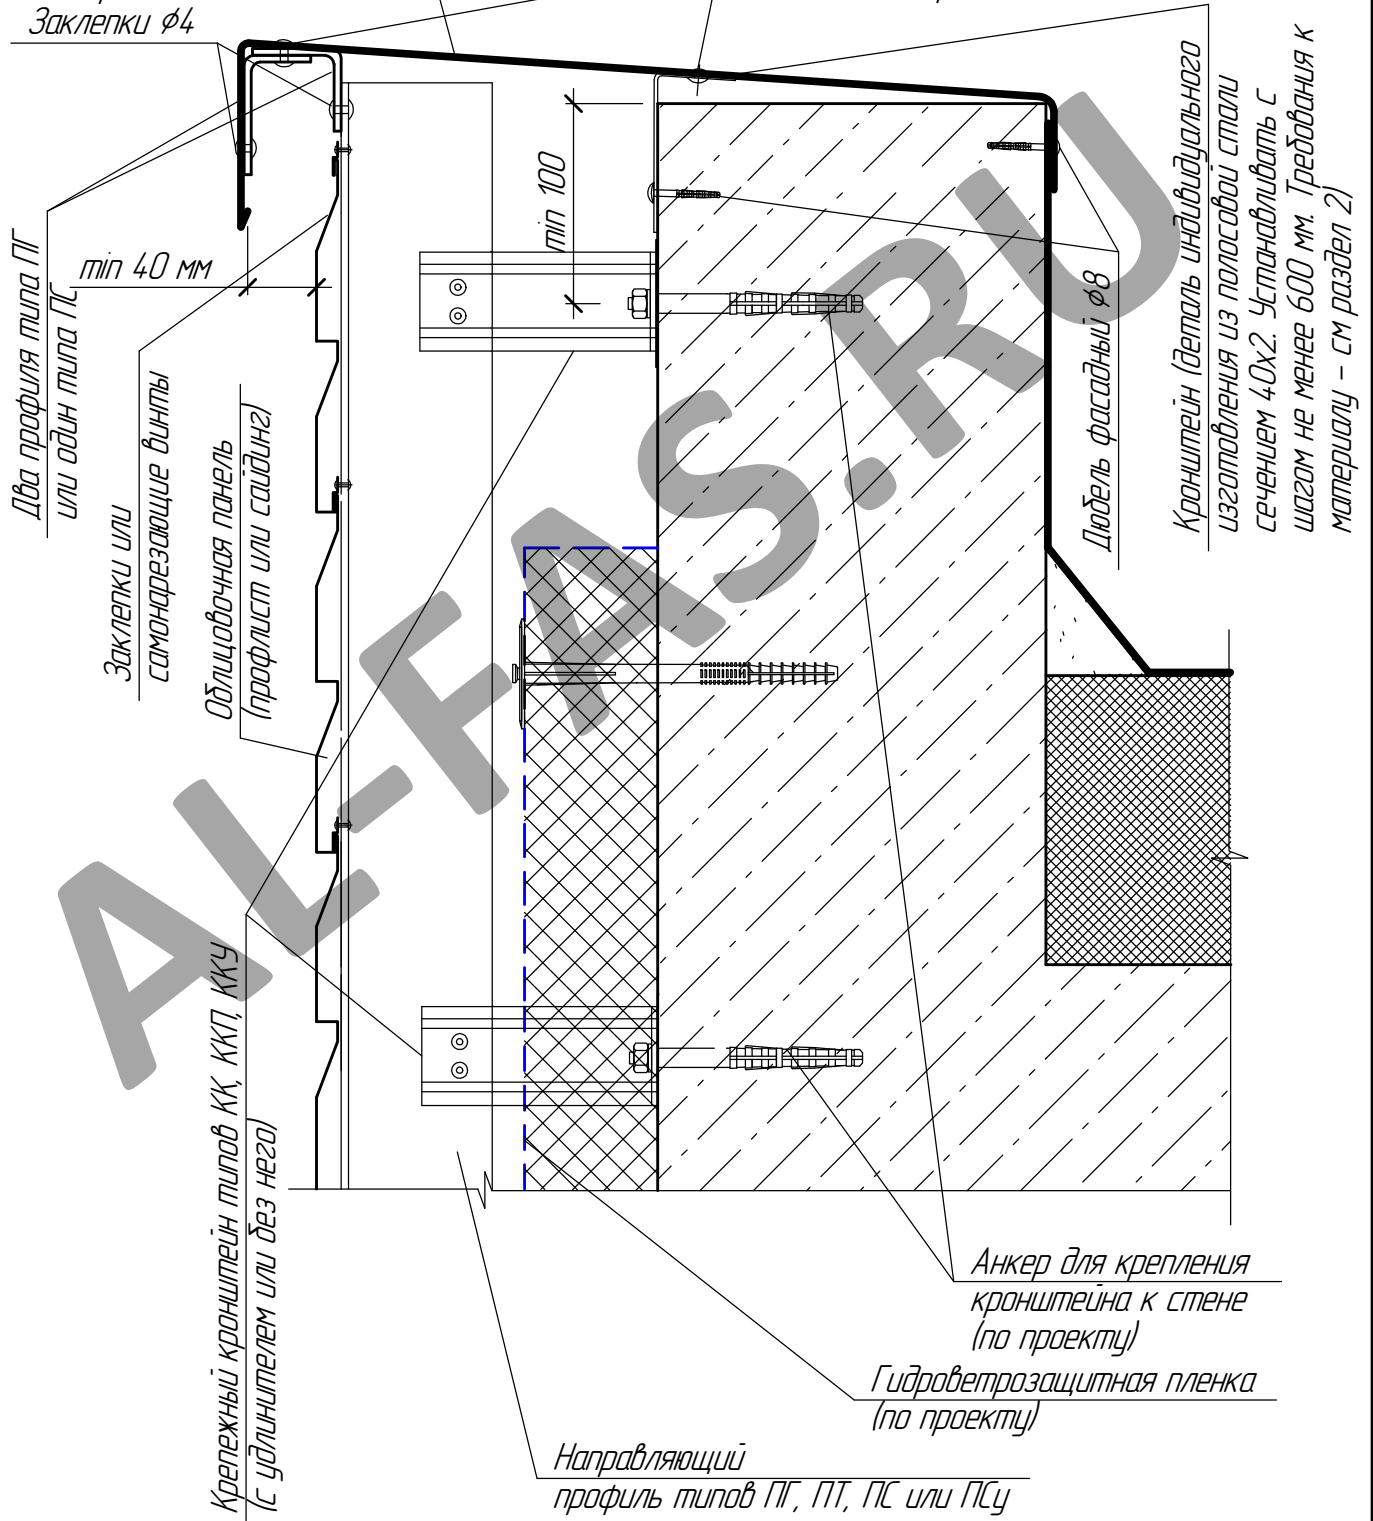 Заклепки ϕ4
Два профиля типа ПГ
или один типа ПС
min 40 мм
Заклепки или
самонарезающие винты
Облицовочная панель
(профлист или сайдинг)
min 100
Дюбель фасадный ϕ8
Кронштейн (деталь индивидуального
изготовления из полосовой стали
сечением 40х2. Устанавливать с
шагом не менее 600 мм. Требования к
материалу - см раздел 2)
AL-FAS.RU
Крепежный кронштейн типов КК, ККП, ККУ
(с удлинителем или без него)
Анкер для крепления
кронштейна к стене
(по проекту)
Гидроветрозащитная пленка
(по проекту)
Направляющий
профиль типов ПГ, ПТ, ПС или ПСу